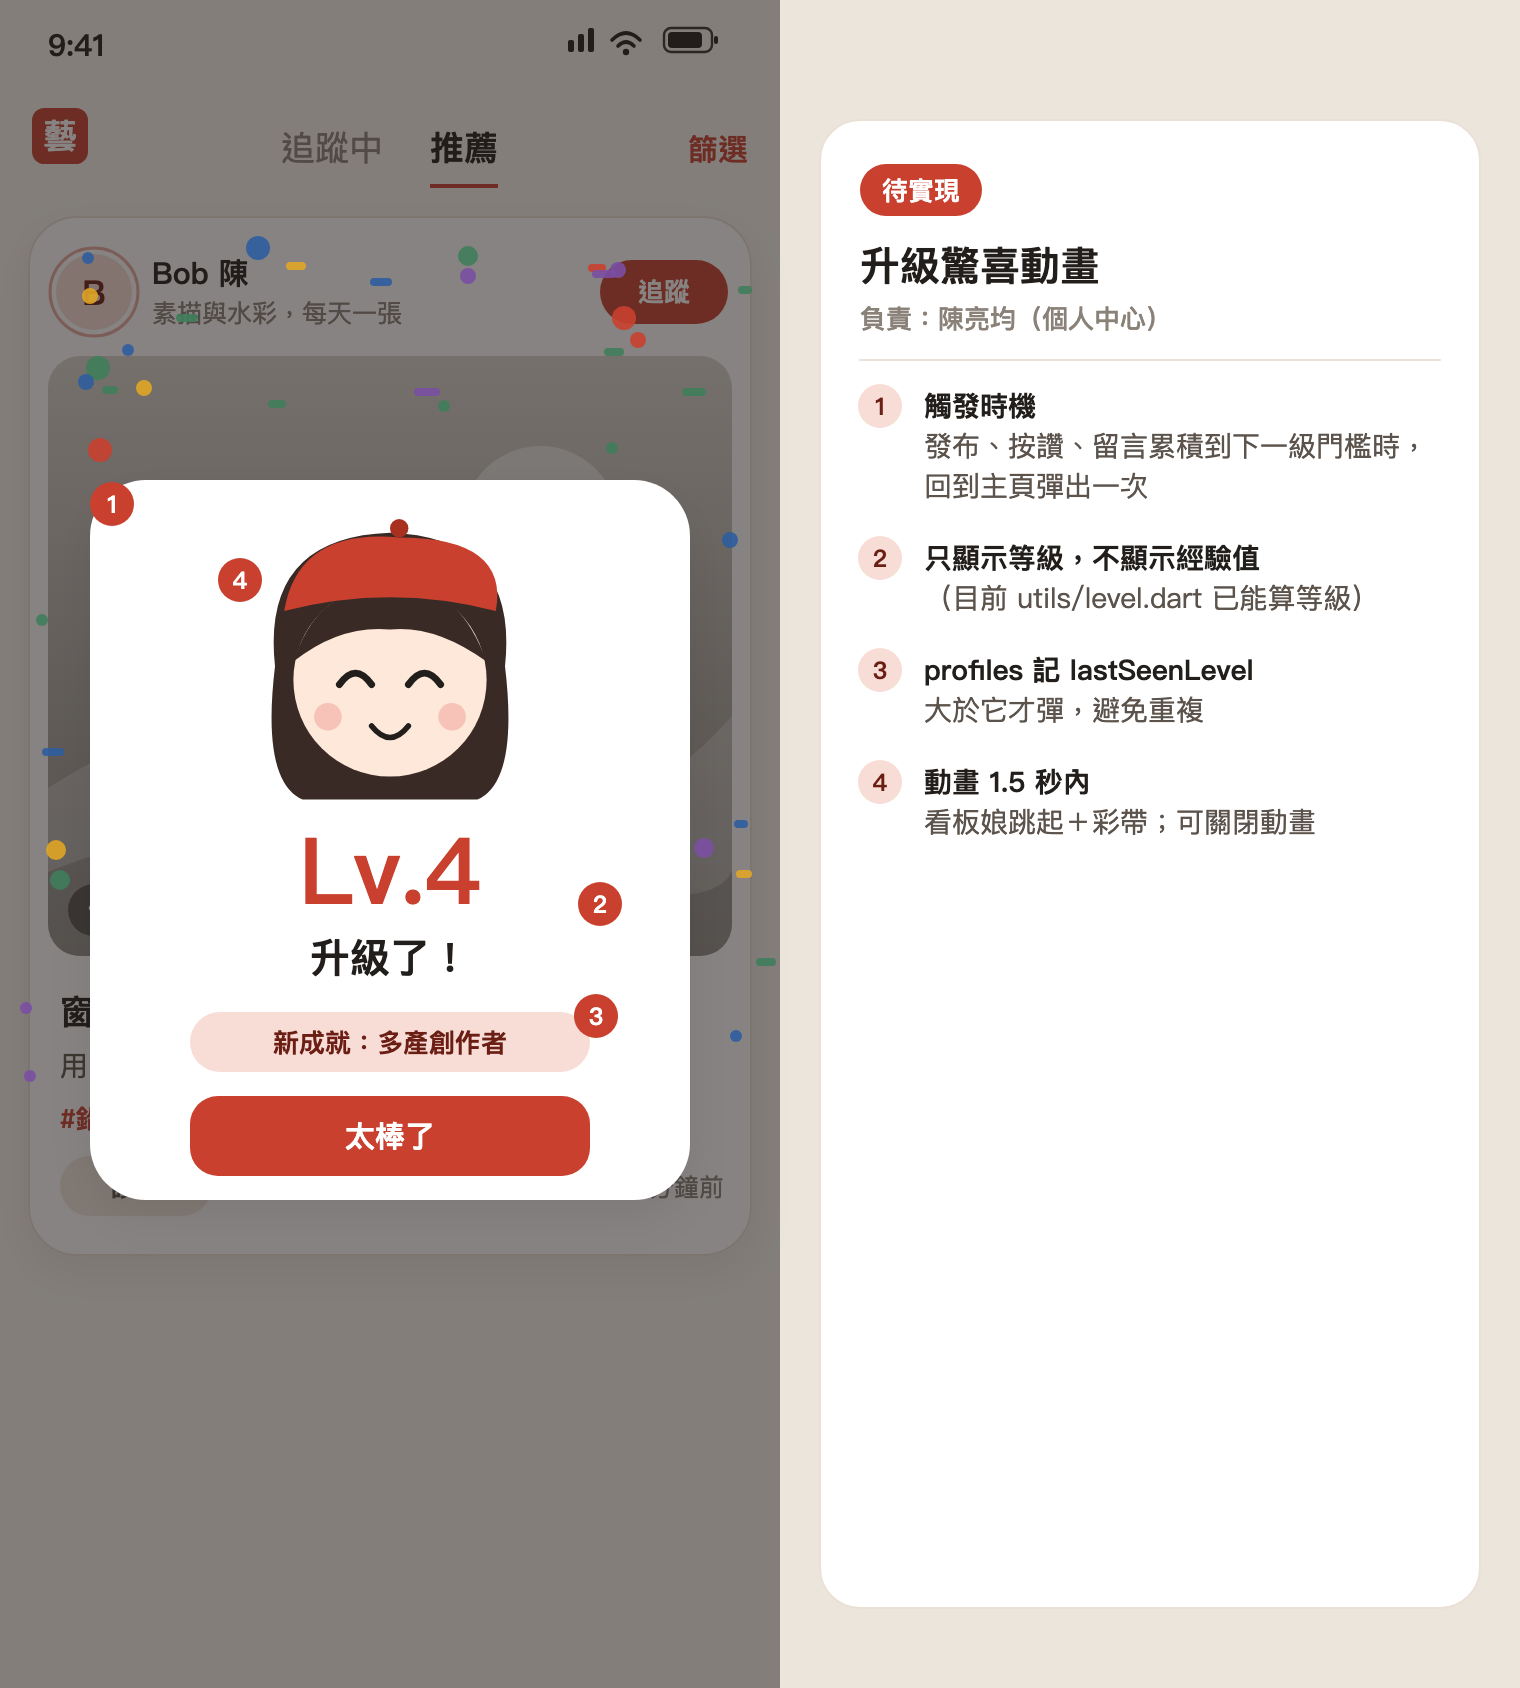 9:41
藝
追蹤中
推薦
篩選
B
Bob 陳
素描與水彩，每天一張
追蹤
1
4
Lv.4
2
升級了！
3
新成就：多產創作者
太棒了
窗
用
#
鐘前
待實現
升級驚喜動畫
負責：陳亮均（個人中心）
1
觸發時機
發布、按讚、留言累積到下一級門檻時，
回到主頁彈出一次
2
只顯示等級，不顯示經驗值
（目前 utils/level.dart 已能算等級）
3
profiles 記 lastSeenLevel
大於它才彈，避免重複
4
動畫 1.5 秒內
看板娘跳起＋彩帶；可關閉動畫